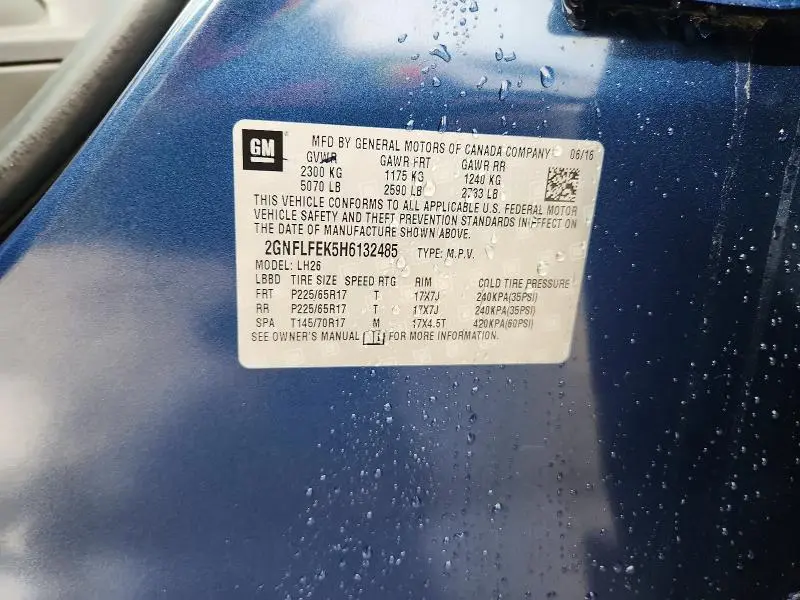 GM MFD BY GENERAL MOTORS OF CANADA COMPANY 06/16
GVWR GAWR FRT GAWR RR
2300 KG 1175 KG 1240 KG
5070 LB 2590 LB 2733 LB
THIS VEHICLE CONFORMS TO ALL APPLICABLE U.S. FEDERAL MOTOR
VEHICLE SAFETY AND THEFT PREVENTION STANDARDS IN EFFECT ON
THE DATE OF MANUFACTURE SHOWN ABOVE.
2GNFLFEK5H6132485 TYPE: M.P.V.
MODEL: LH26
LBBD TIRE SIZE SPEED RTG RIM COLD TIRE PRESSURE
FRT P225/65R17 T 17X7J 240KPA(35PSI)
RR P225/65R17 T 17X7J 240KPA(35PSI)
SPA T145/70R17 M 17X4.5T 420KPA(60PSI)
SEE OWNER'S MANUAL FOR MORE INFORMATION.